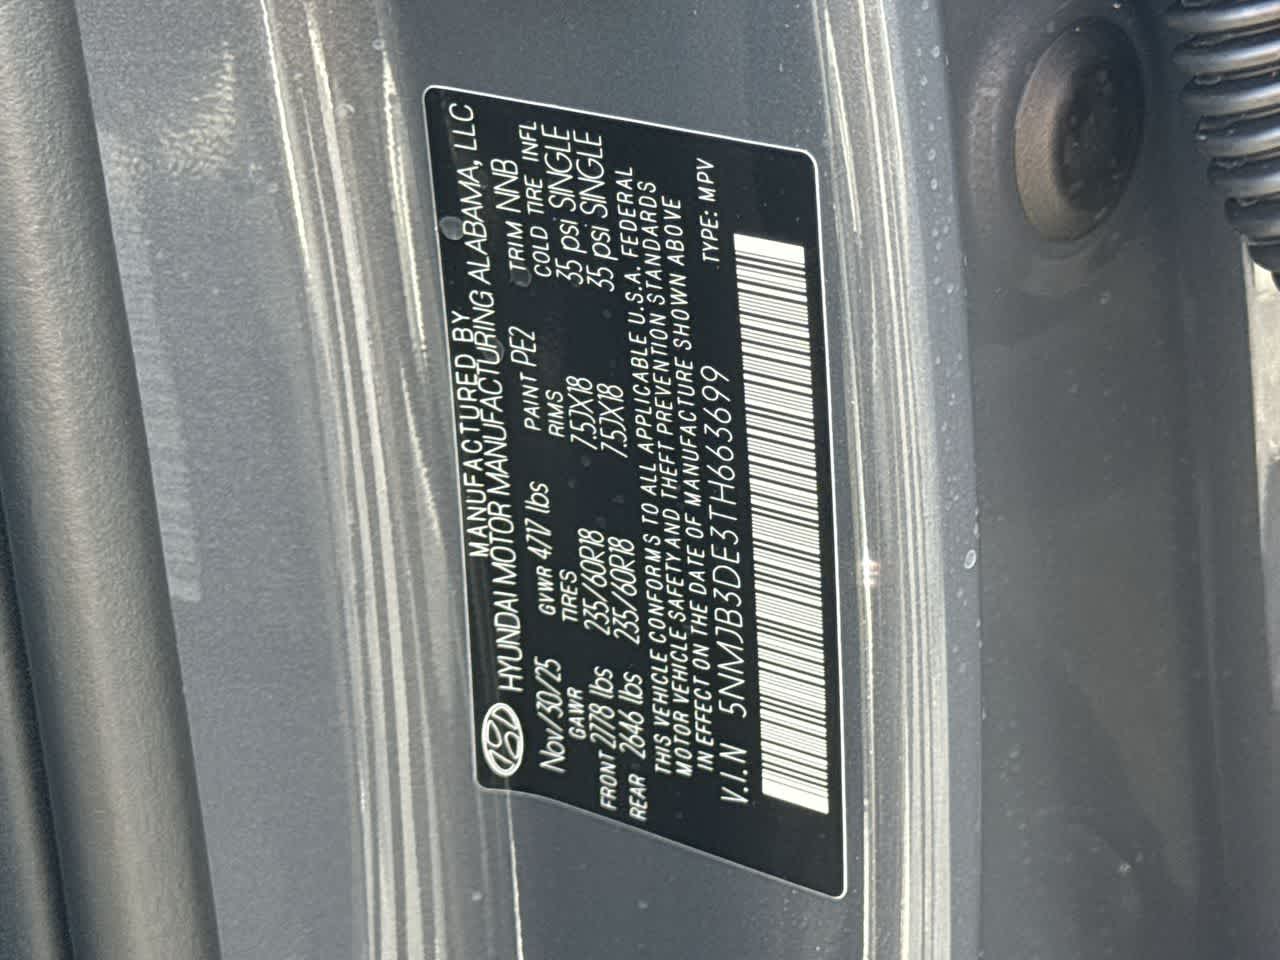 MANUFACTURED BY
HYUNDAI MOTOR MANUFACTURING ALABAMA, LLC
Nov/30/25 GVWR 4717 lbs PAINT PE2 TRIM NNB
GAWR TIRES RIMS COLD TIRE INFL
FRONT 2778 lbs 235/60R18 7.5JX18 35 psi SINGLE
REAR 2646 lbs 235/60R18 7.5JX18 35 psi SINGLE
THIS VEHICLE CONFORMS TO ALL APPLICABLE U.S.A. FEDERAL
MOTOR VEHICLE SAFETY AND THEFT PREVENTION STANDARDS
IN EFFECT ON THE DATE OF MANUFACTURE SHOWN ABOVE
V.I.N 5NMJB3DE3TH663699 TYPE: MPV